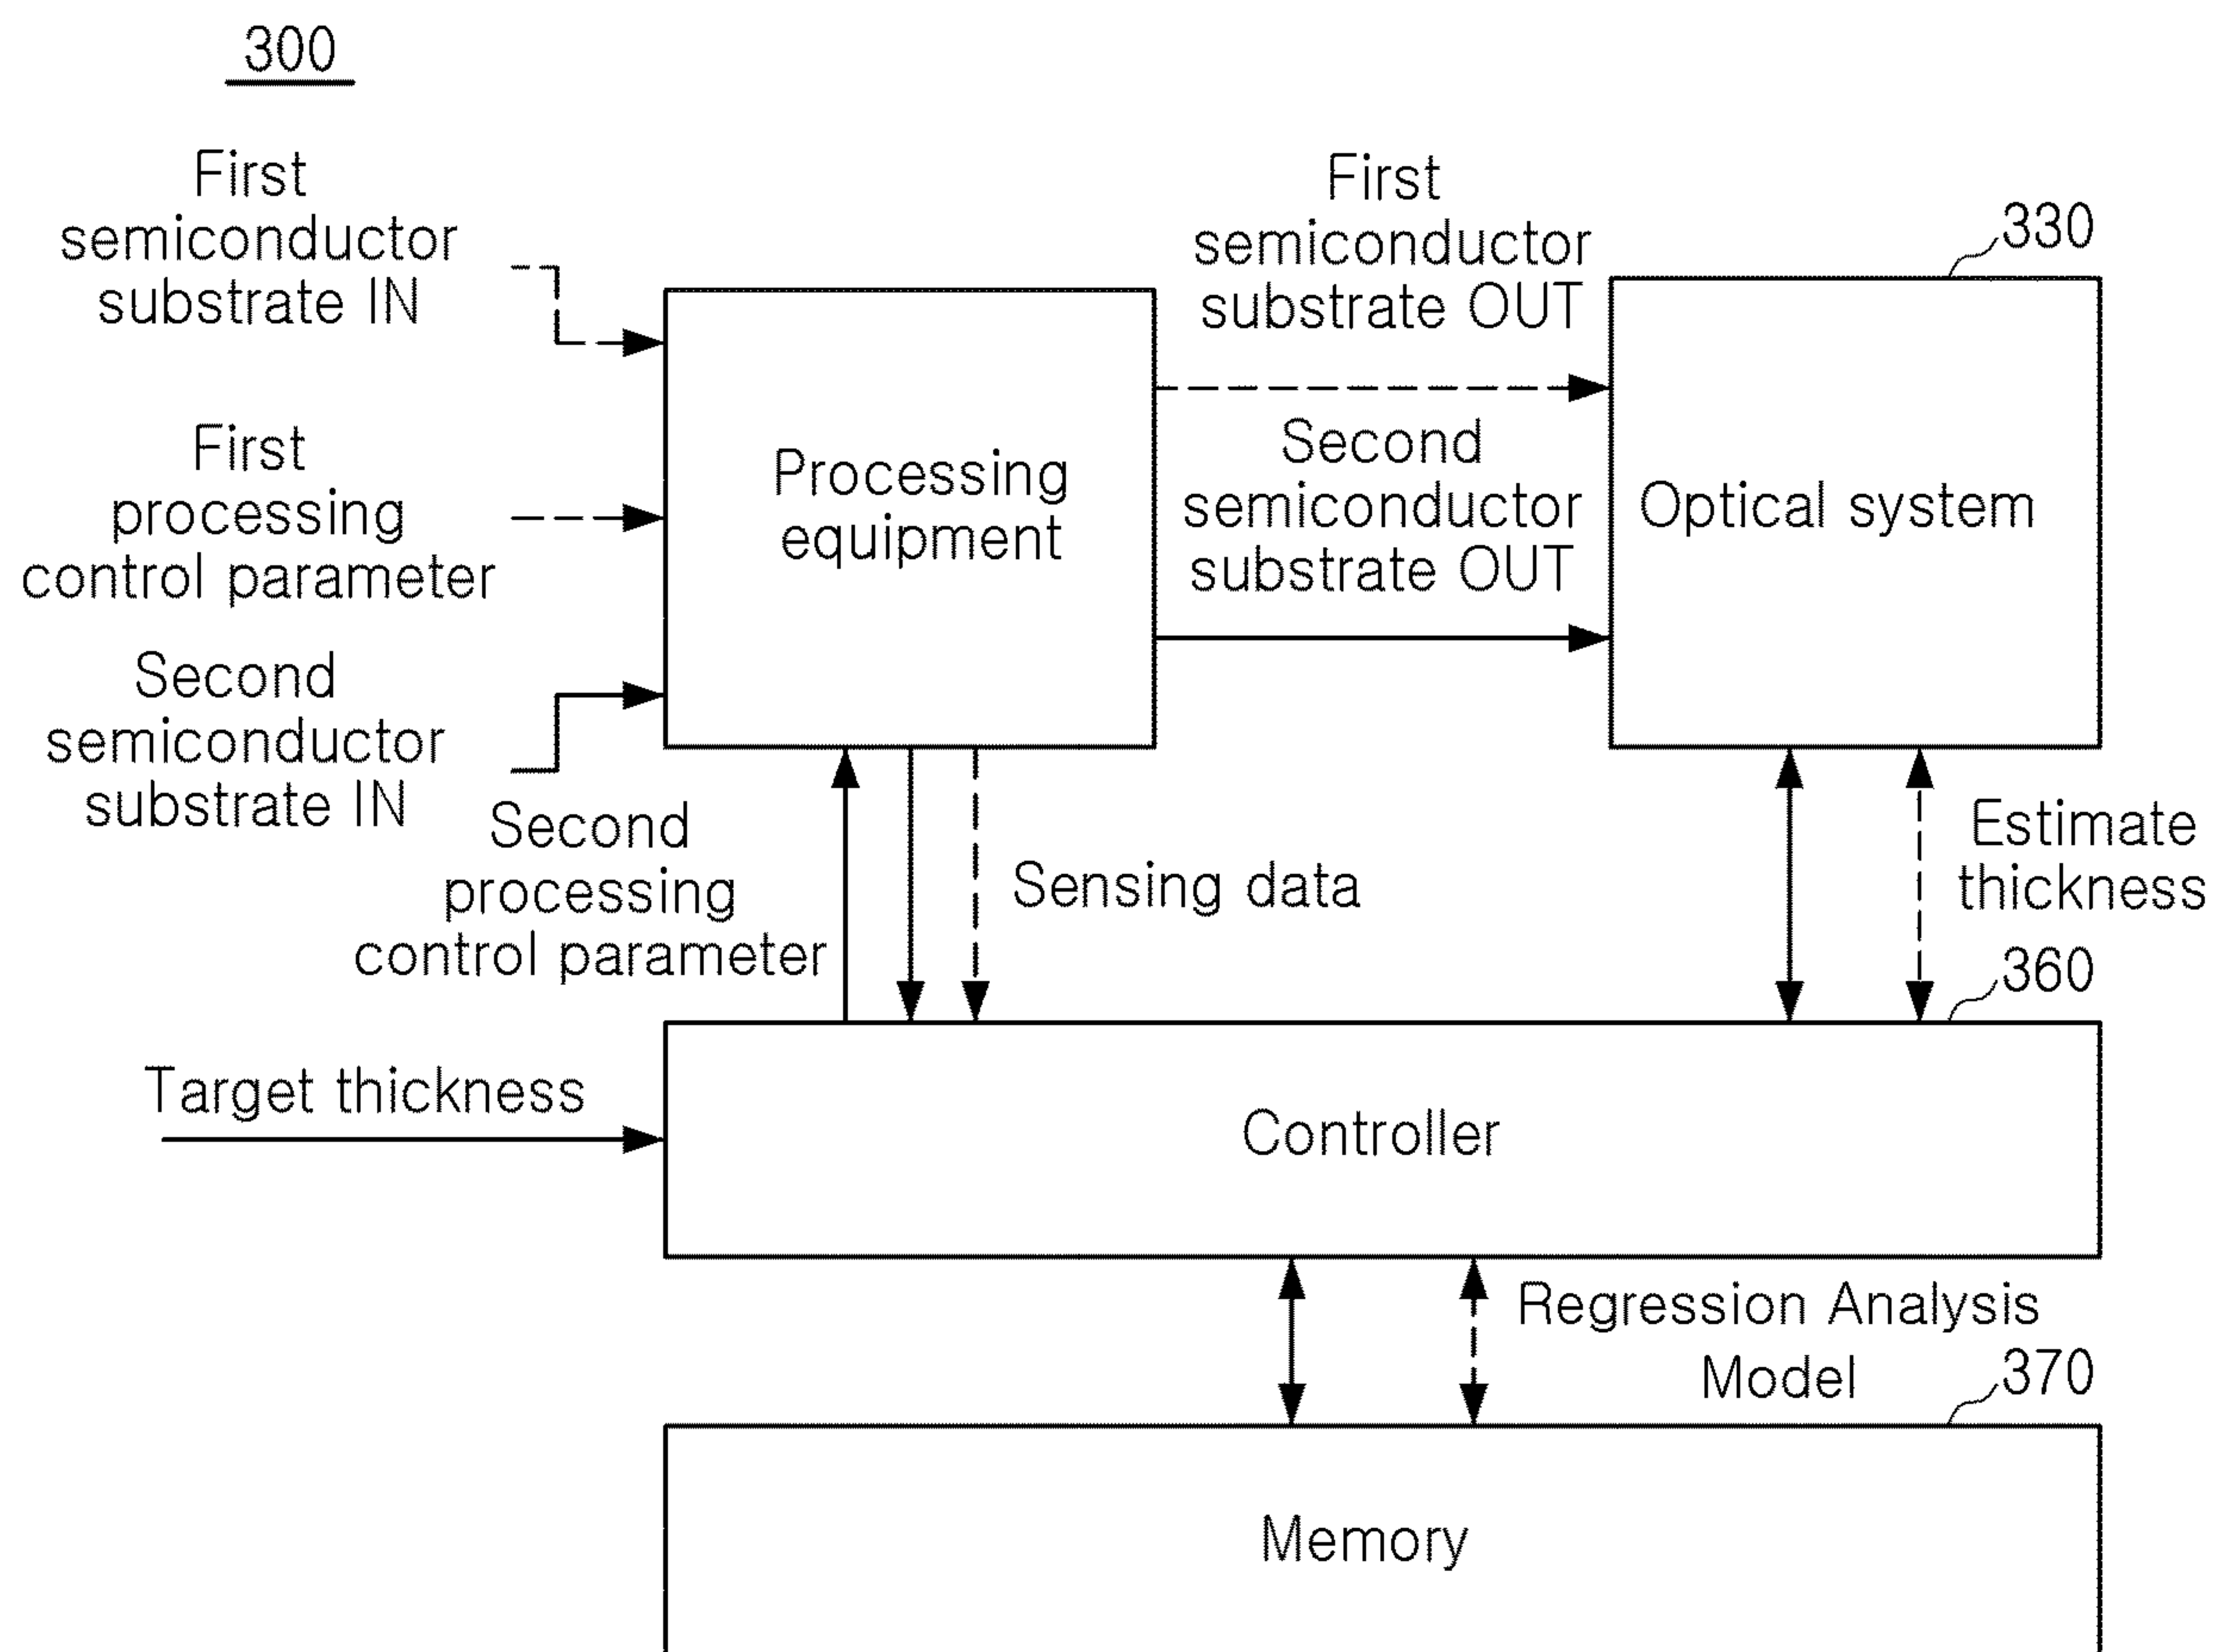 300
First
semiconductor
substrate IN
First
processing
control parameter
Second
semiconductor
substrate IN
Processing
equipment
First
semiconductor
substrate OUT
Second
semiconductor
substrate OUT
330
Optical system
Second
processing
control parameter
Sensing data
Estimate
thickness
360
Target thickness
Controller
Regression Analysis
Model
370
Memory